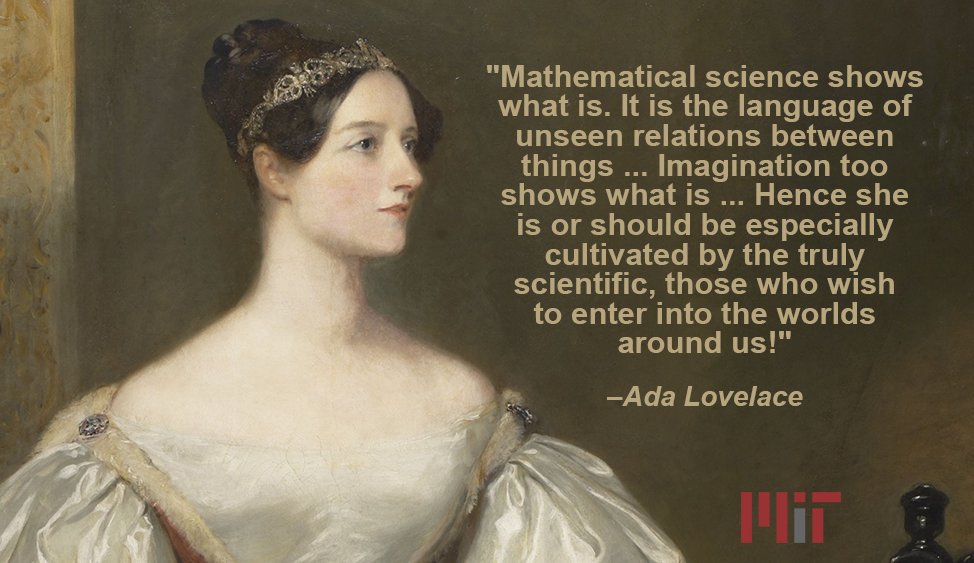 "Mathematical science shows
what is. It is the language of
unseen relations between
things ... Imagination too
shows what is ... Hence she
is or should be especially
cultivated by the truly
scientific, those who wish
to enter into the worlds
around us!"
–Ada Lovelace
MIT